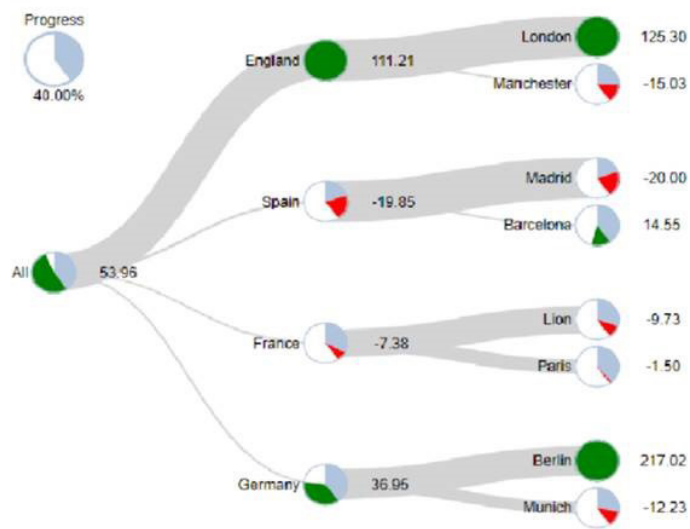 Progress
40.00%
London 125.30
England 111.21
Manchester -15.03
Madrid -20.00
Spain -19.85
Barcelona 14.55
All 53.96
Lion -9.73
France -7.38
Paris -1.50
Berlin 217.02
Germany 36.95
Munich -12.23